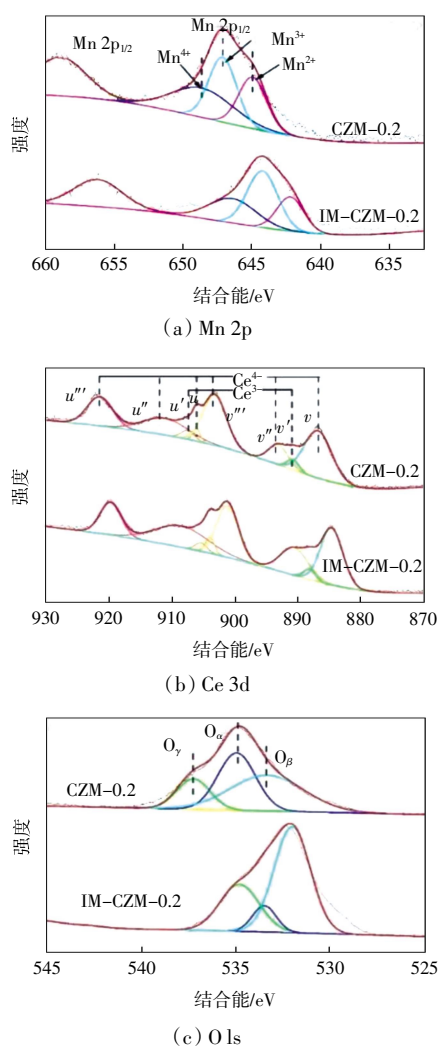 Mn 2p1/2
Mn 2p1/2
Mn4+
Mn3+
Mn2+
CZM-0.2
IM-CZM-0.2
强度
660 655 650 645 640 635
结合能/eV
(a) Mn 2p
u‴ u″ u′ u v‴ v″ v′ v
Ce4-
Ce3-
CZM-0.2
IM-CZM-0.2
强度
930 920 910 900 890 880 870
结合能/eV
(b) Ce 3d
Oγ Oα Oβ
CZM-0.2
IM-CZM-0.2
强度
545 540 535 530 525
结合能/eV
(c) O ls